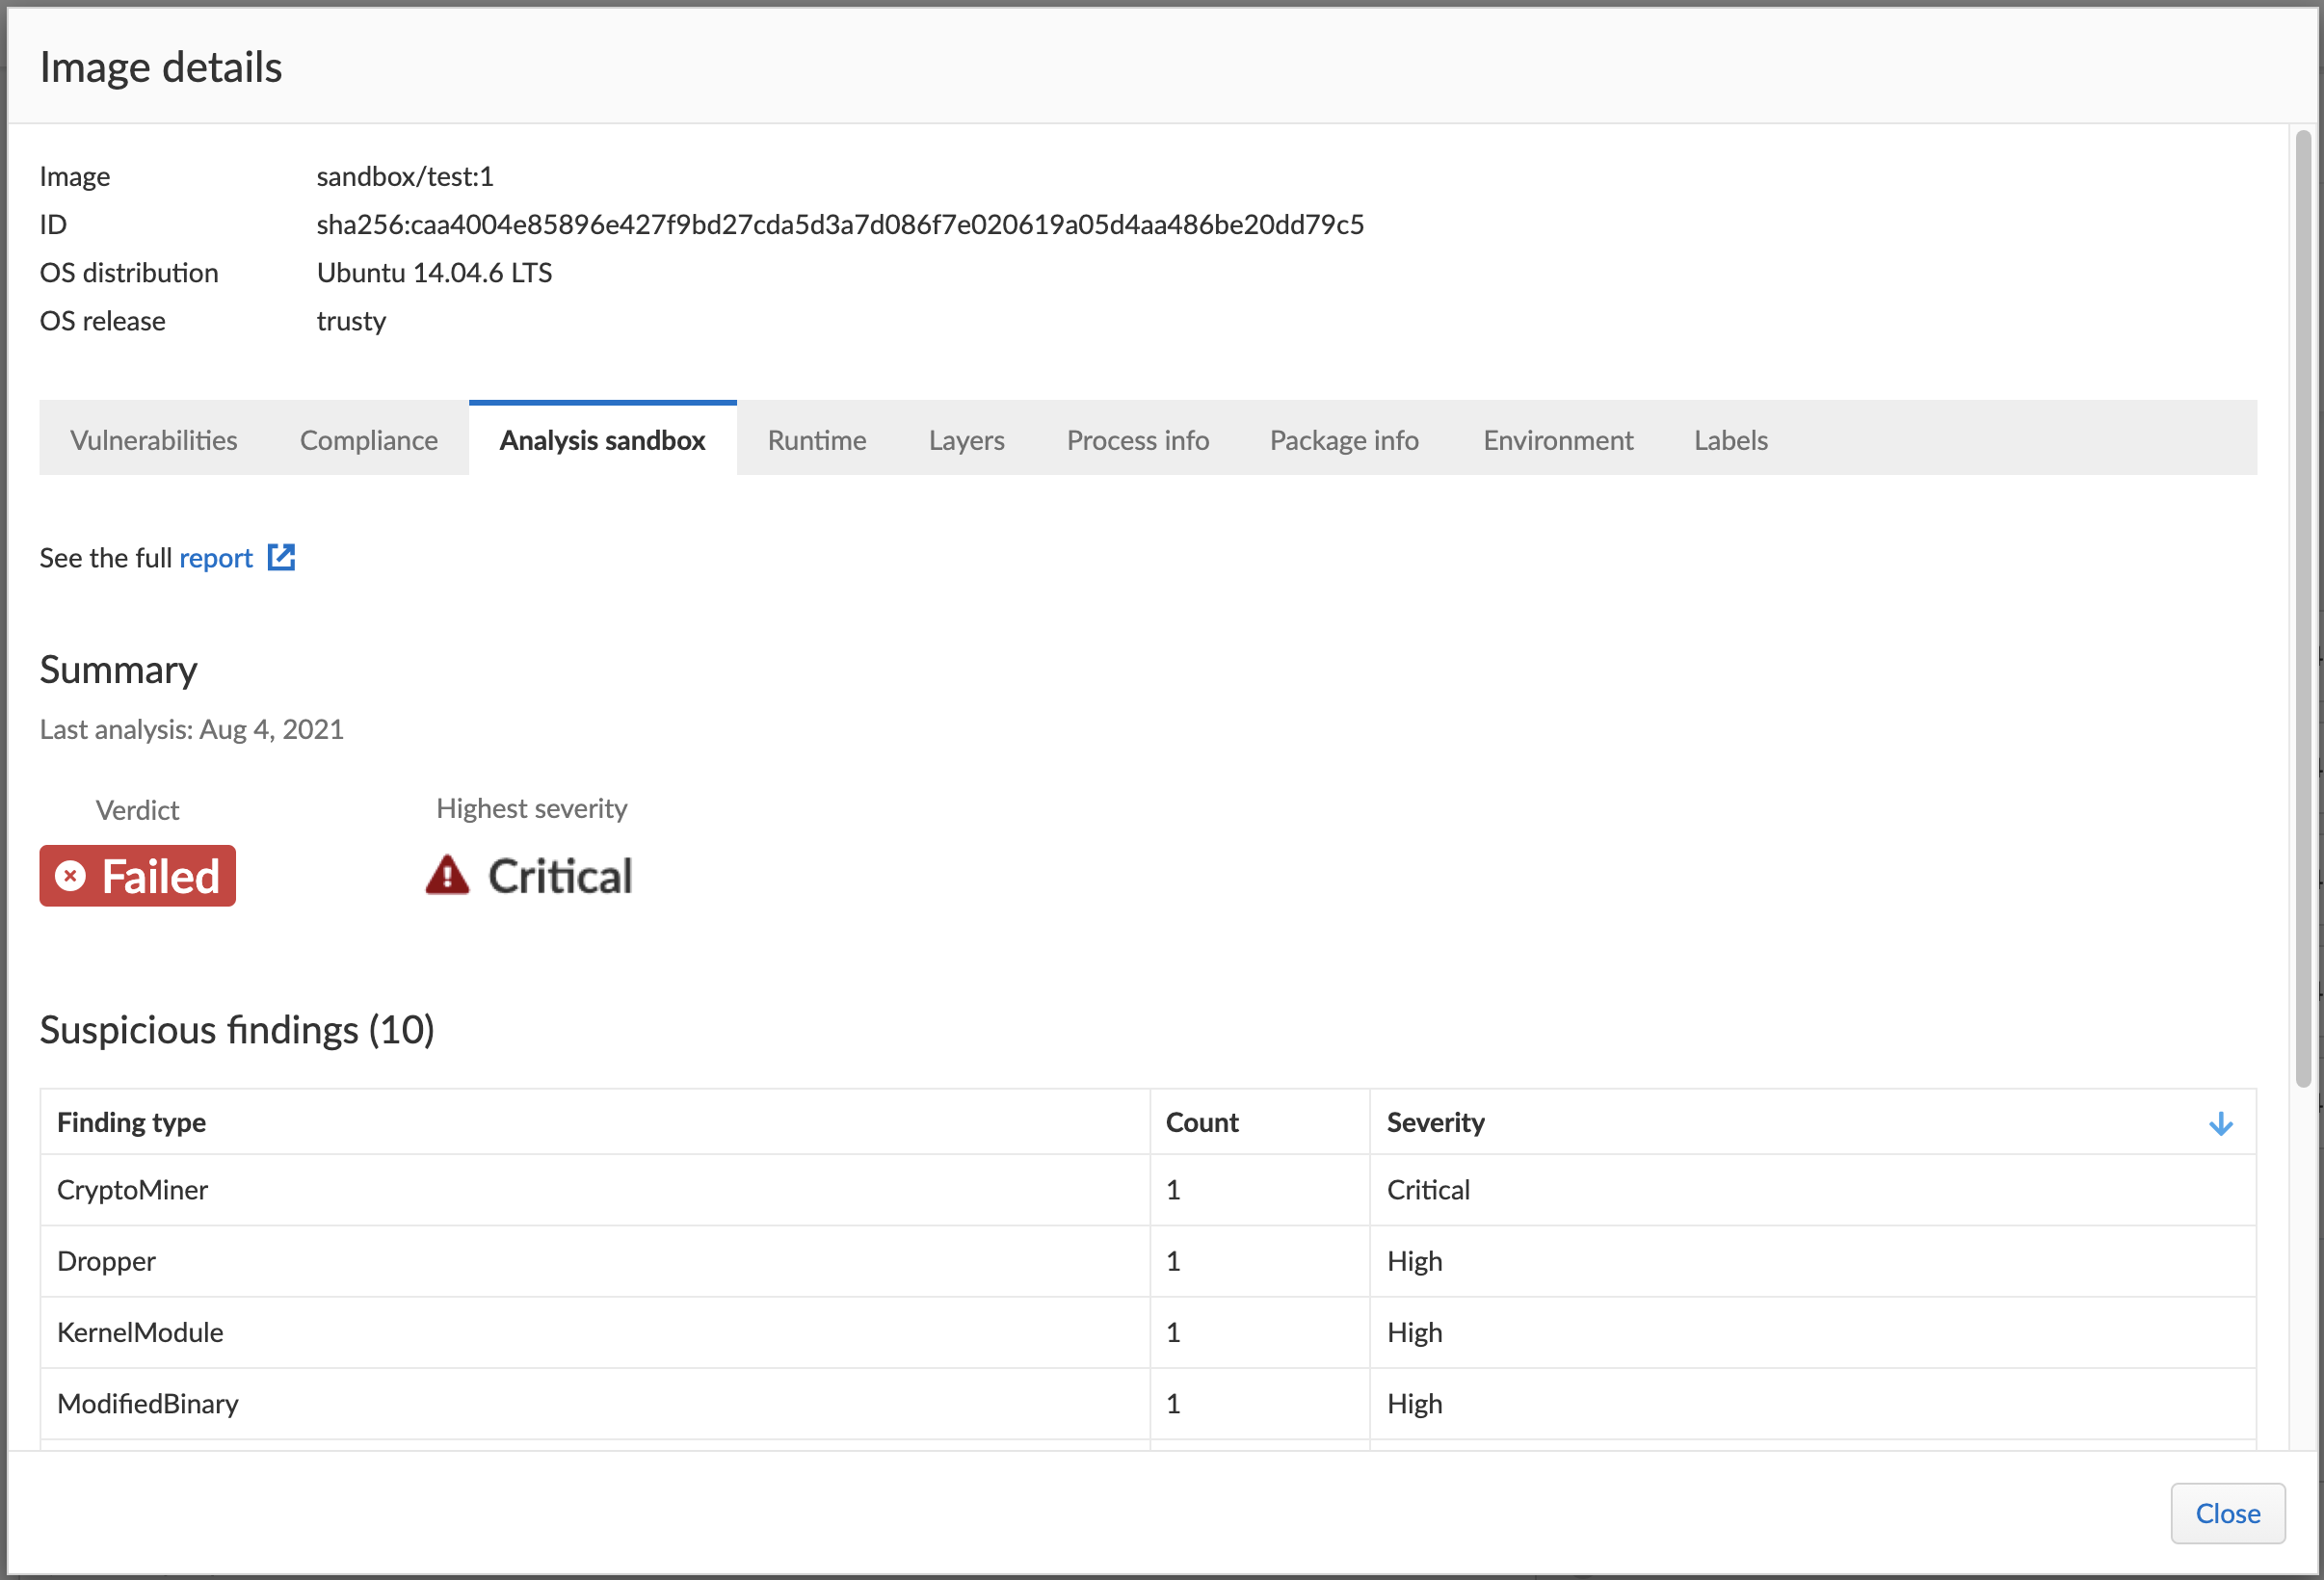 Image details
Image sandbox/test:1
ID sha256:caa4004e85896e427f9bd27cda5d3a7d086f7e020619a05d4aa486be20dd79c5
OS distribution Ubuntu 14.04.6 LTS
OS release trusty
Vulnerabilities Compliance Analysis sandbox Runtime Layers Process info Package info Environment Labels
See the full report
Summary
Last analysis: Aug 4, 2021
Verdict Highest severity
Failed Critical
Suspicious findings (10)
Finding type Count Severity
CryptoMiner 1 Critical
Dropper 1 High
KernelModule 1 High
ModifiedBinary 1 High
Close